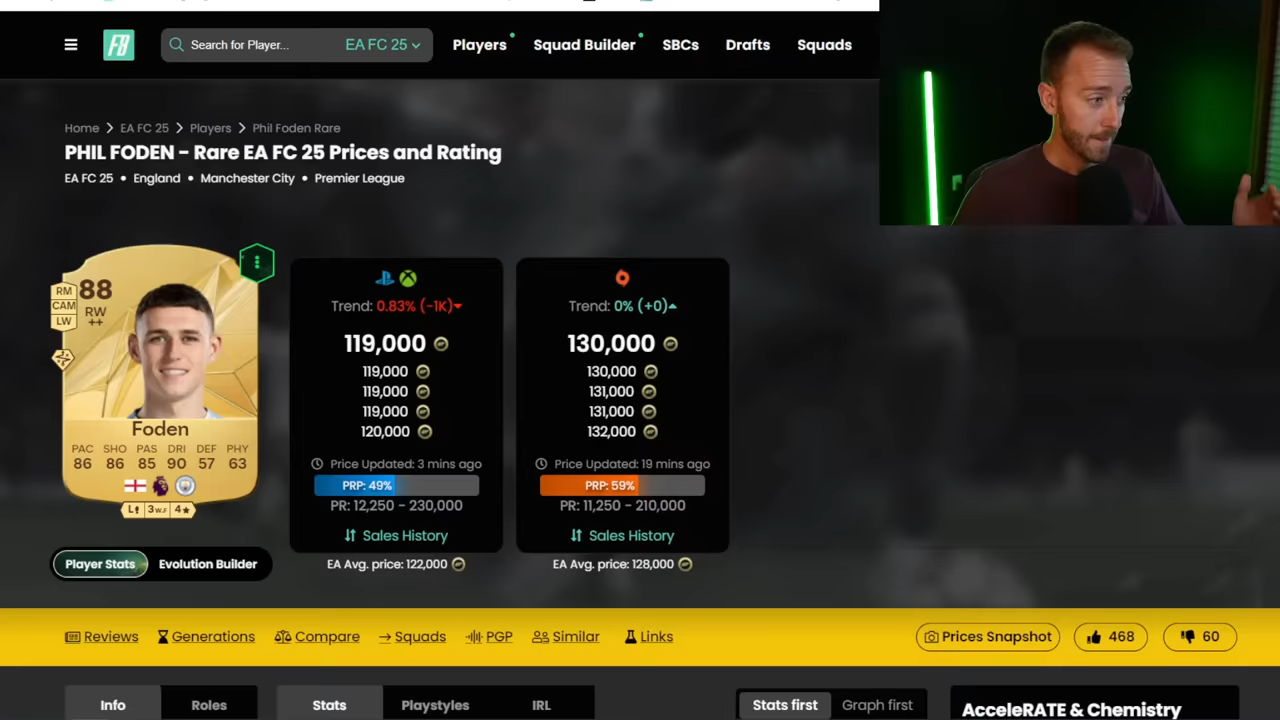 FB
Search for Player...
EA FC 25
Players
Squad Builder
SBCs
Drafts
Squads
Home > EA FC 25 > Players > Phil Foden Rare
PHIL FODEN - Rare EA FC 25 Prices and Rating
EA FC 25 • England • Manchester City • Premier League
88
RW
++
RM
CAM
LW
Foden
PAC SHO PAS DRI DEF PHY
86 86 85 90 57 63
L
3 W.F
4★
Trend: 0.83% (-1K)
119,000
119,000
119,000
119,000
120,000
Price Updated: 3 mins ago
PRP: 49%
PR: 12,250 - 230,000
Sales History
EA Avg. price: 122,000
Trend: 0% (+0)
130,000
130,000
131,000
131,000
132,000
Price Updated: 19 mins ago
PRP: 59%
PR: 11,250 - 210,000
Sales History
EA Avg. price: 128,000
Player Stats
Evolution Builder
Reviews
Generations
Compare
Squads
PGP
Similar
Links
Prices Snapshot
468
60
Info
Roles
Stats
Playstyles
IRL
Stats first
Graph first
AcceleRATE & Chemistry